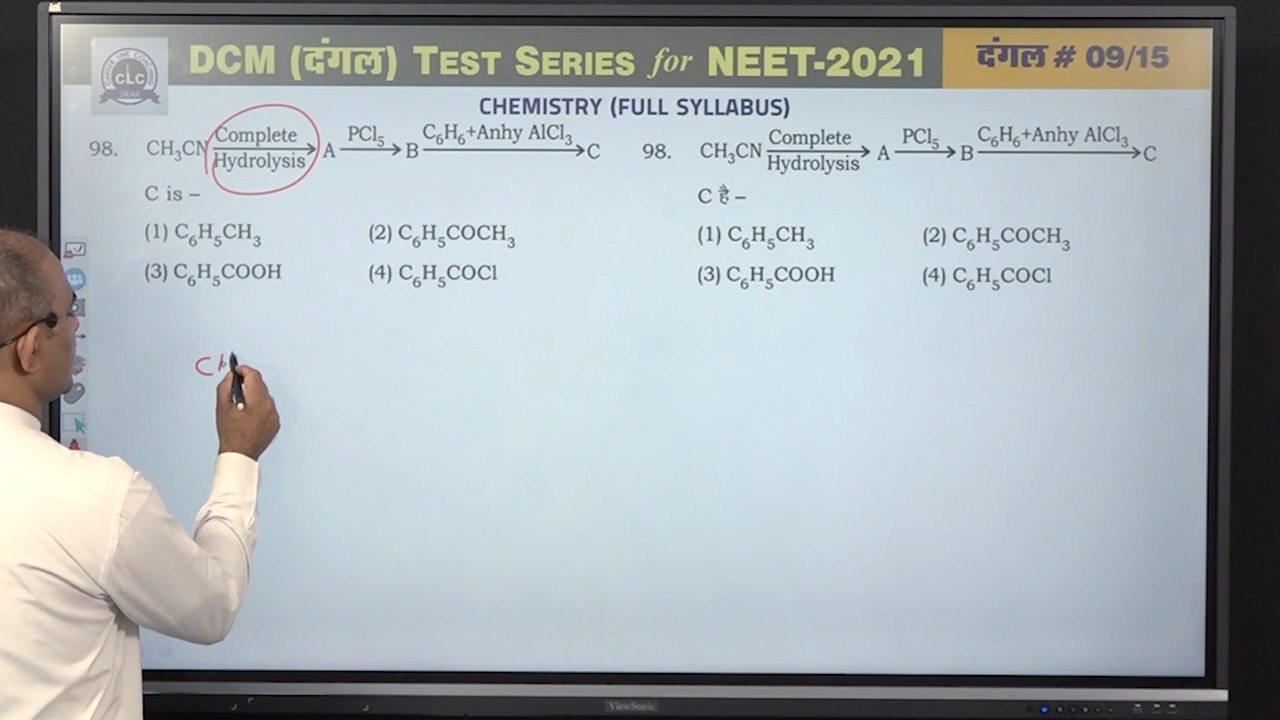 DCM (दंगल) TEST SERIES for NEET-2021
दंगल # 09/15
CLC
CHEMISTRY (FULL SYLLABUS)
98. CH₃CN Complete Hydrolysis → A PCl₅ → B C₆H₆+Anhy AlCl₃ → C
C is –
(1) C₆H₅CH₃ (2) C₆H₅COCH₃
(3) C₆H₅COOH (4) C₆H₅COCl
98. CH₃CN Complete Hydrolysis → A PCl₅ → B C₆H₆+Anhy AlCl₃ → C
C है –
(1) C₆H₅CH₃ (2) C₆H₅COCH₃
(3) C₆H₅COOH (4) C₆H₅COCl
C
ViewSonic